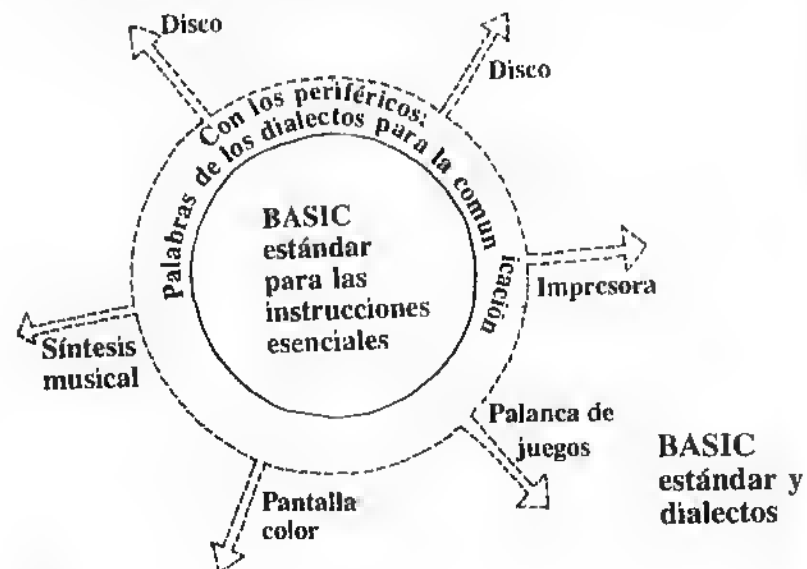 Disco
Disco
Con los periféricos:
Palabras de los dialectos para la comunicación
BASIC
estándar
para las
instrucciones
esenciales
Impresora
Síntesis
musical
Palanca de
juegos
Pantalla
color
BASIC
estándar y
dialectos